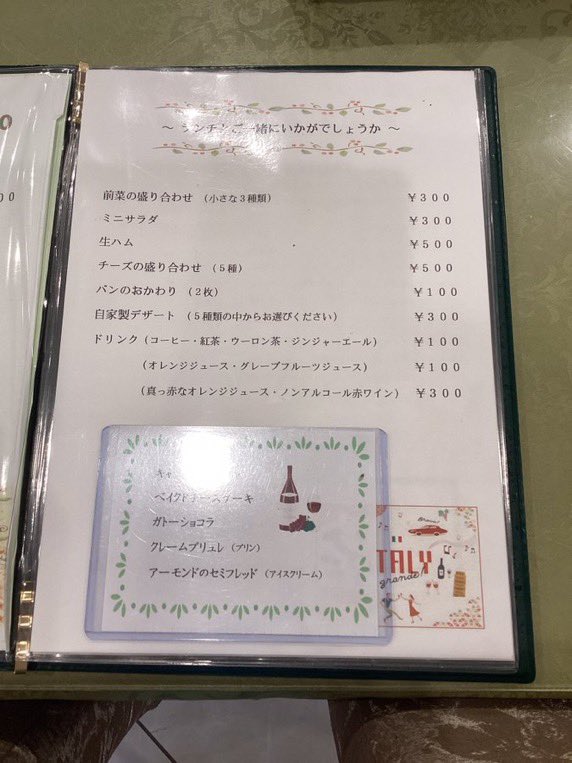 ～ ランチとご一緒にいかがでしょうか ～
前菜の盛り合わせ （小さな３種類） ￥３００
ミニサラダ ￥３００
生ハム ￥５００
チーズの盛り合わせ （５種） ￥５００
パンのおかわり （２枚） ￥１００
自家製デザート （５種類の中からお選びください） ￥３００
ドリンク（コーヒー・紅茶・ウーロン茶・ジンジャーエール） ￥１００
（オレンジジュース・グレープフルーツジュース） ￥１００
（真っ赤なオレンジジュース・ノンアルコール赤ワイン） ￥３００
ベイクドチーズケーキ
ガトーショコラ
クレームブリュレ（プリン）
アーモンドのセミフレッド（アイスクリーム）
TÄLY
grande